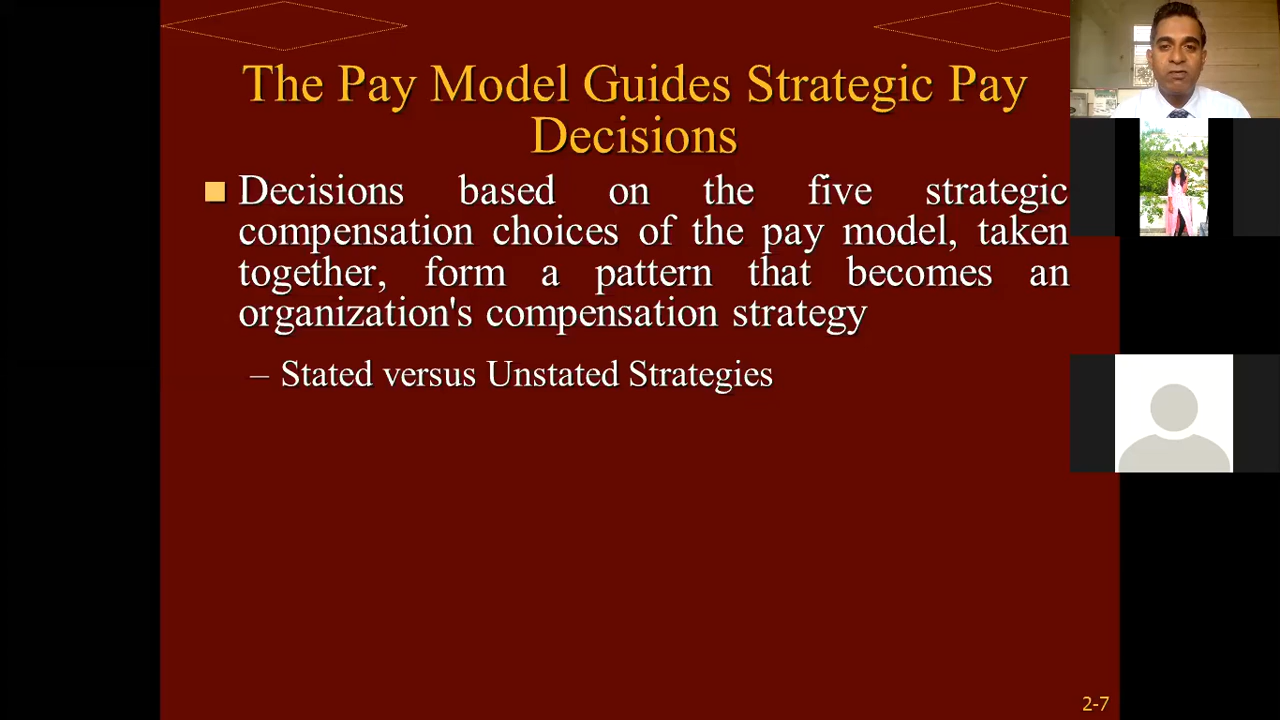 The Pay Model Guides Strategic Pay
Decisions
Decisions based on the five strategic
compensation choices of the pay model, taken
together, form a pattern that becomes an
organization's compensation strategy
– Stated versus Unstated Strategies
2-7